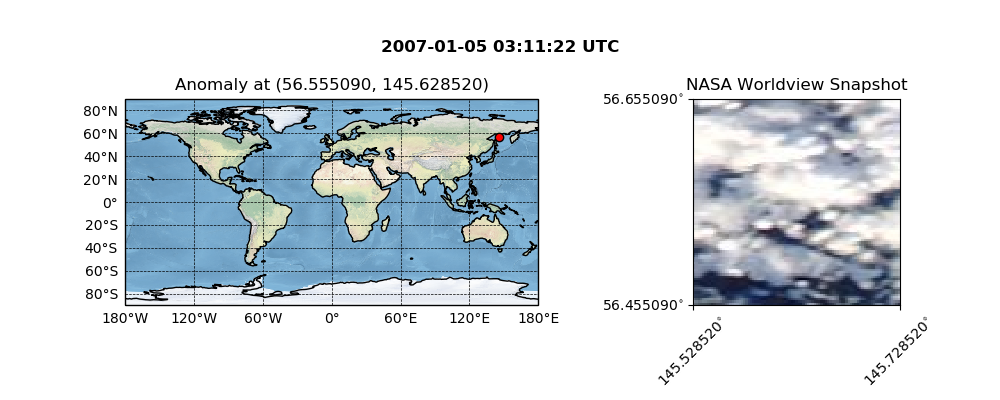 2007-01-05 03:11:22 UTC
Anomaly at (56.555090, 145.628520)
80°N
60°N
40°N
20°N
0°
20°S
40°S
60°S
80°S
180°W 120°W 60°W 0° 60°E 120°E 180°E
NASA Worldview Snapshot
56.655090°
56.455090°
145.528520° 145.728520°